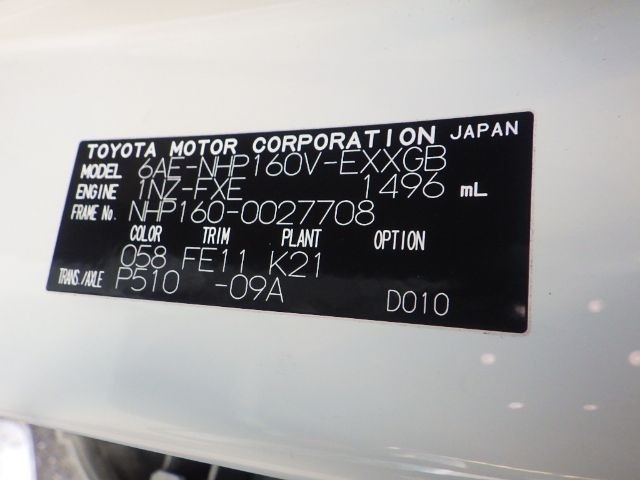 TOYOTA MOTOR CORPORATION JAPAN
MODEL 6AE-NHP160V-EXXGB
ENGINE 1NZ-FXE 1496 mL
FRAME No. NHP160-0027708
COLOR TRIM PLANT OPTION
058 FE11 K21
TRANS./AXLE P510 -09A D010